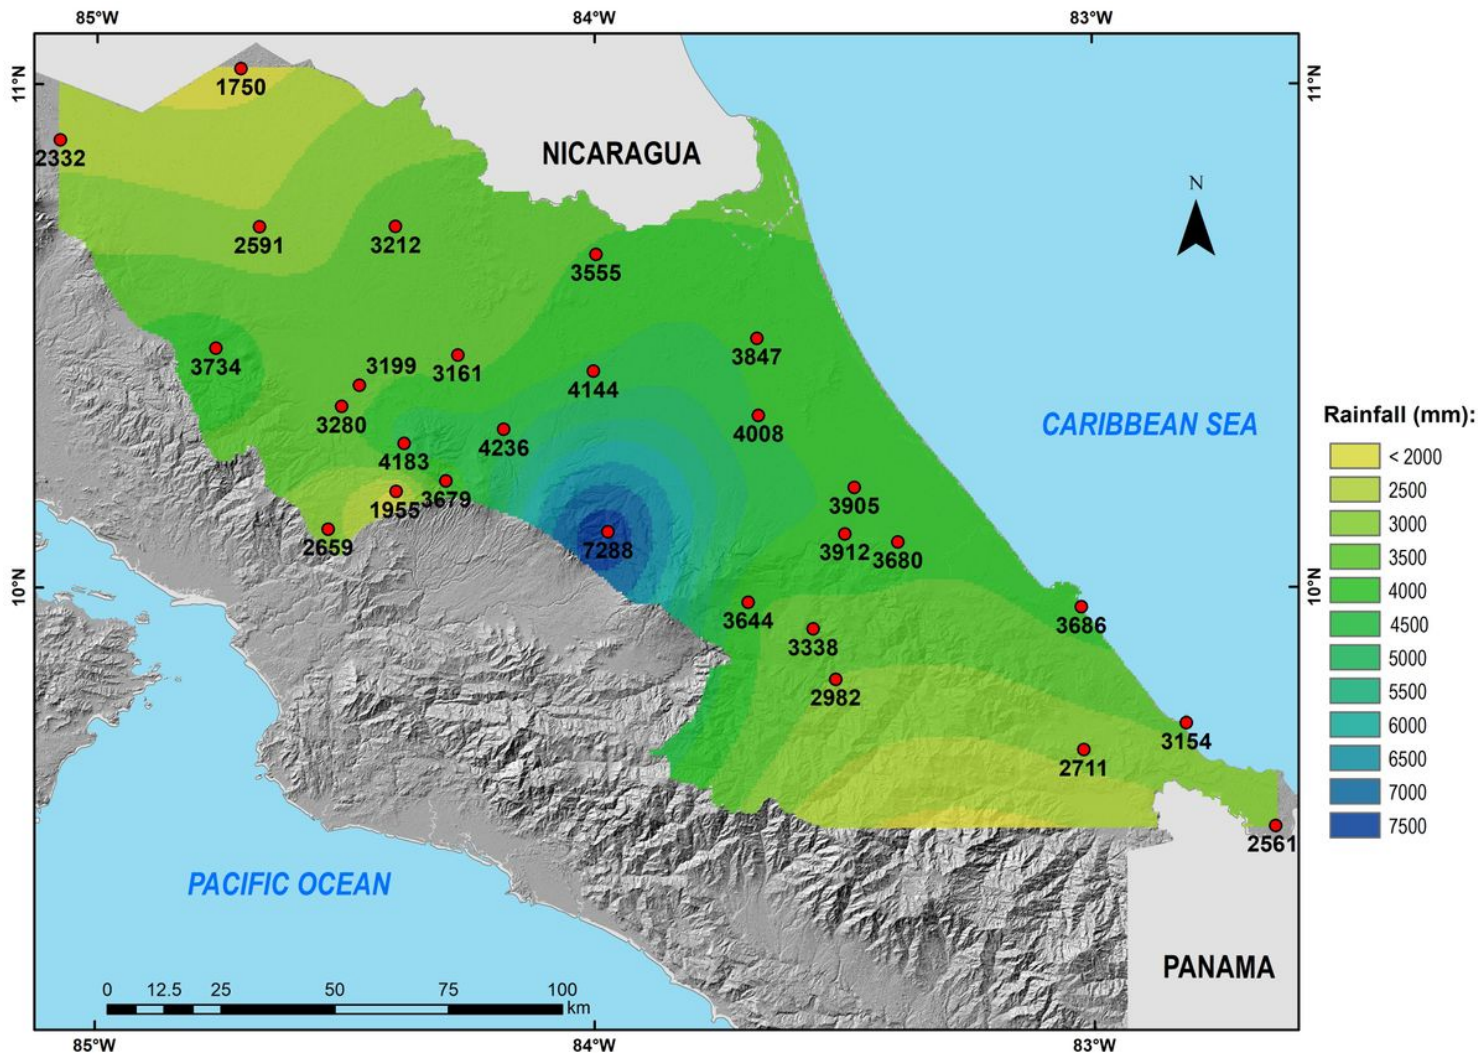 85°W 84°W 83°W
11°N
11°N
1750
2332
NICARAGUA
N
2591
3212
3555
3734
3199
3161
3847
4144
3280
4008
4183
4236
CARIBBEAN SEA
Rainfall (mm):
< 2000
2500
3000
3500
4000
4500
5000
5500
6000
6500
7000
7500
1955
3679
3905
2659
7288
3912
3680
10°N
10°N
3644
3686
3338
2982
3154
2711
2561
PACIFIC OCEAN
PANAMA
0 12.5 25 50 75 100
km
85°W 84°W 83°W